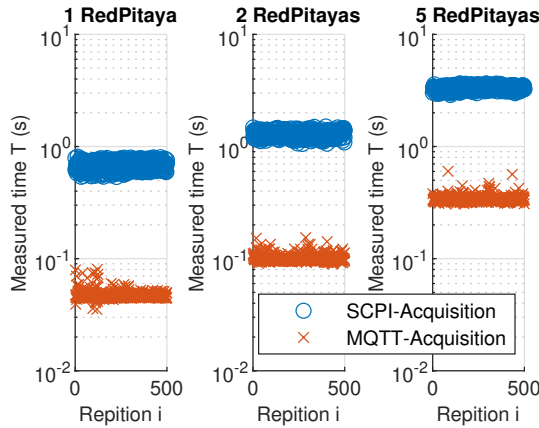 1 RedPitaya
2 RedPitayas
5 RedPitayas
Measured time T (s)
10^1
10^0
10^-1
10^-2
0
500
Repition i
Measured time T (s)
10^1
10^0
10^-1
10^-2
0
500
Repition i
Measured time T (s)
10^1
10^0
10^-1
10^-2
0
500
Repition i
SCPI-Acquisition
MQTT-Acquisition